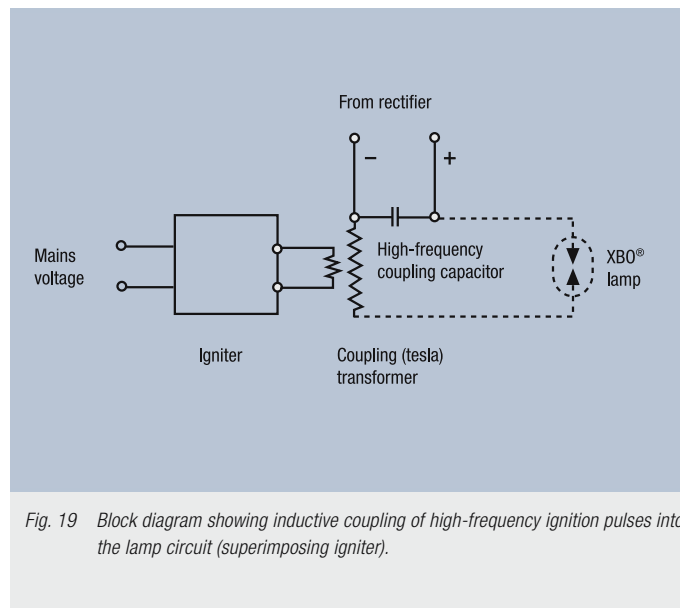 From rectifier
−
+
Mains
voltage
High-frequency
coupling capacitor
XBO®
lamp
Igniter
Coupling (tesla)
transformer
Fig. 19 Block diagram showing inductive coupling of high-frequency ignition pulses into
the lamp circuit (superimposing igniter).